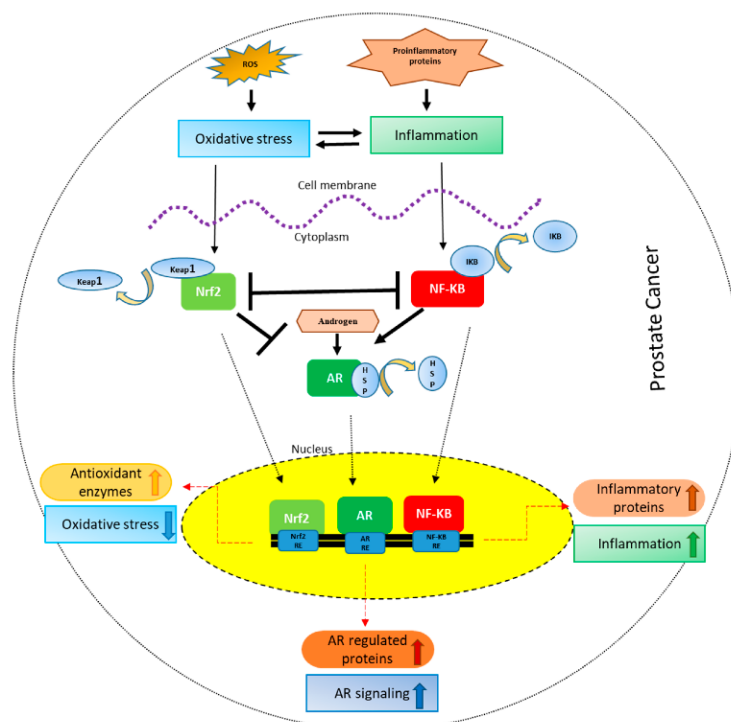 ROS
Proinflammatory
proteins
Oxidative stress
Inflammation
Cell membrane
Cytoplasm
Keap1
Keap1
Nrf2
NF-KB
IKB
IKB
Androgen
AR
H
S
P
H
S
P
Prostate Cancer
Nucleus
Antioxidant
enzymes
Oxidative stress
Nrf2
AR
NF-KB
Nrf2
RE
AR
RE
NF-KB
RE
Inflammatory
proteins
Inflammation
AR regulated
proteins
AR signaling